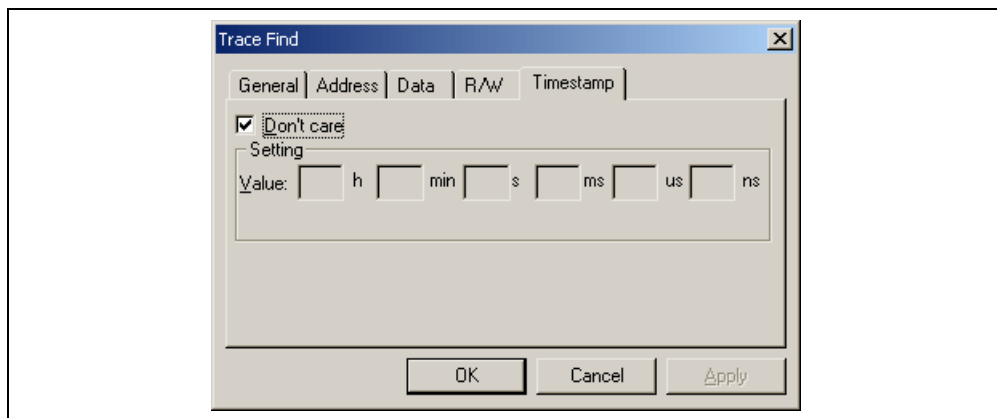 Trace Find
General Address Data R/W Timestamp
Don't care
Setting
Value: h min s ms us ns
OK Cancel Apply